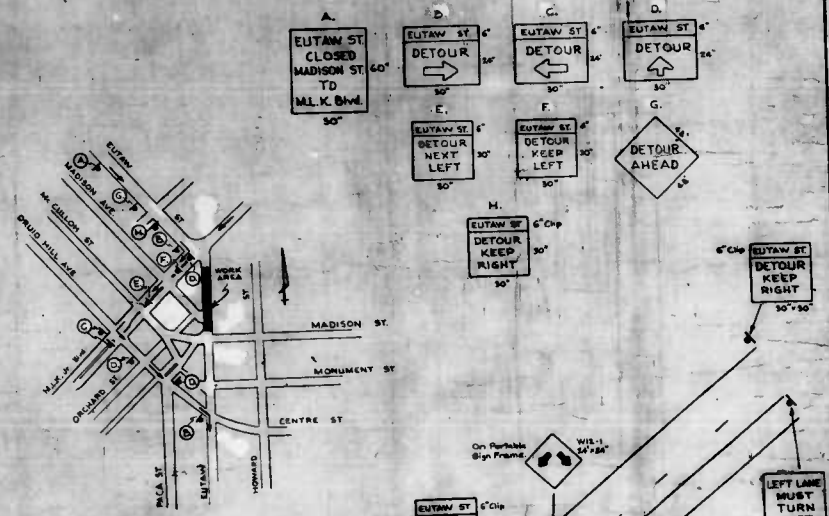 A.
EUTAW ST.
CLOSED
MADISON ST.
TO
M.L.K. Blvd.
60"
30"
B.
EUTAW ST 6"
DETOUR 24"
30"
C.
EUTAW ST. 6"
DETOUR 24"
30"
D.
EUTAW ST. 6"
DETOUR 24"
30"
E.
EUTAW ST. 6"
DETOUR
NEXT
LEFT
30"
30"
F.
EUTAW ST. 6"
DETOUR
KEEP
LEFT
30"
30"
G.
DETOUR
AHEAD
H.
EUTAW ST. 6" Clip
DETOUR
KEEP
RIGHT
30"
30"
6" Clip EUTAW ST.
DETOUR
KEEP
RIGHT
30" x 30"
EUTAW
ST
MADISON AVE
Mc CULLOH ST
DRUID HILL AVE
A
G
H
F
E
D
C
D
D
B
WORK
AREA
ST
MADISON ST.
MONUMENT ST
CENTRE ST
M.L.K. Jr. Blvd
ORCHARD ST
PACA ST
EUTAW
HOWARD
On Portable
Sign Frame.
W12-1
24"x24"
EUTAW ST 6" Clip
LEFT LANE
MUST
TURN